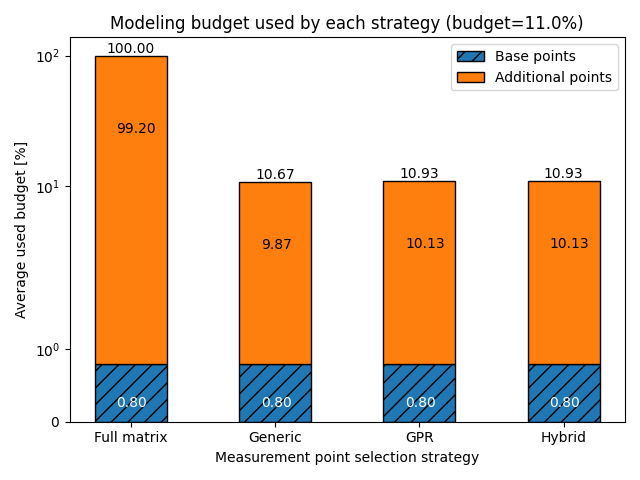 Modeling budget used by each strategy (budget=11.0%)
Base points
Additional points
Average used budget [%]
10²
10¹
10⁰
0
100.00
99.20
0.80
10.67
9.87
0.80
10.93
10.13
0.80
10.93
10.13
0.80
Full matrix
Generic
GPR
Hybrid
Measurement point selection strategy